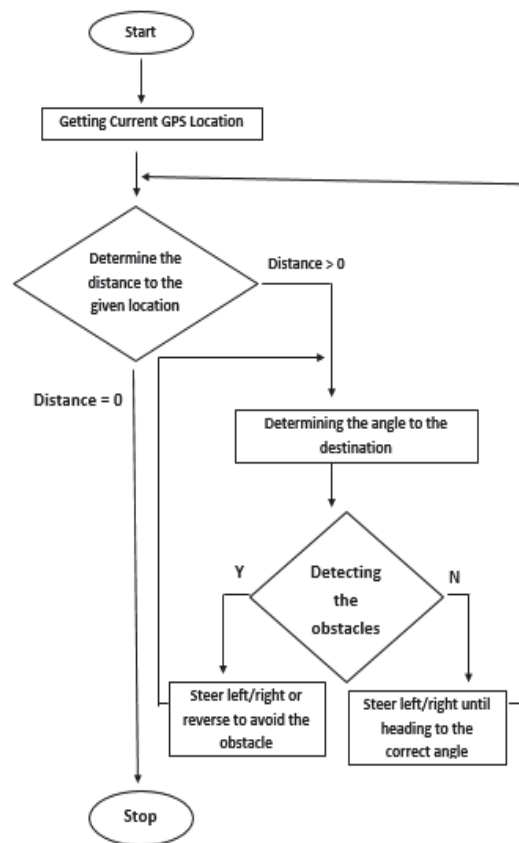 Start
Getting Current GPS Location
Determine the
distance to the
given location
Distance > 0
Distance = 0
Determining the angle to the
destination
Y
Detecting
the
obstacles
N
Steer left/right or
reverse to avoid the
obstacle
Steer left/right until
heading to the
correct angle
Stop